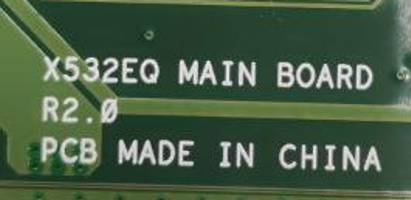 X532EQ MAIN BOARD
R2.0
PCB MADE IN CHINA